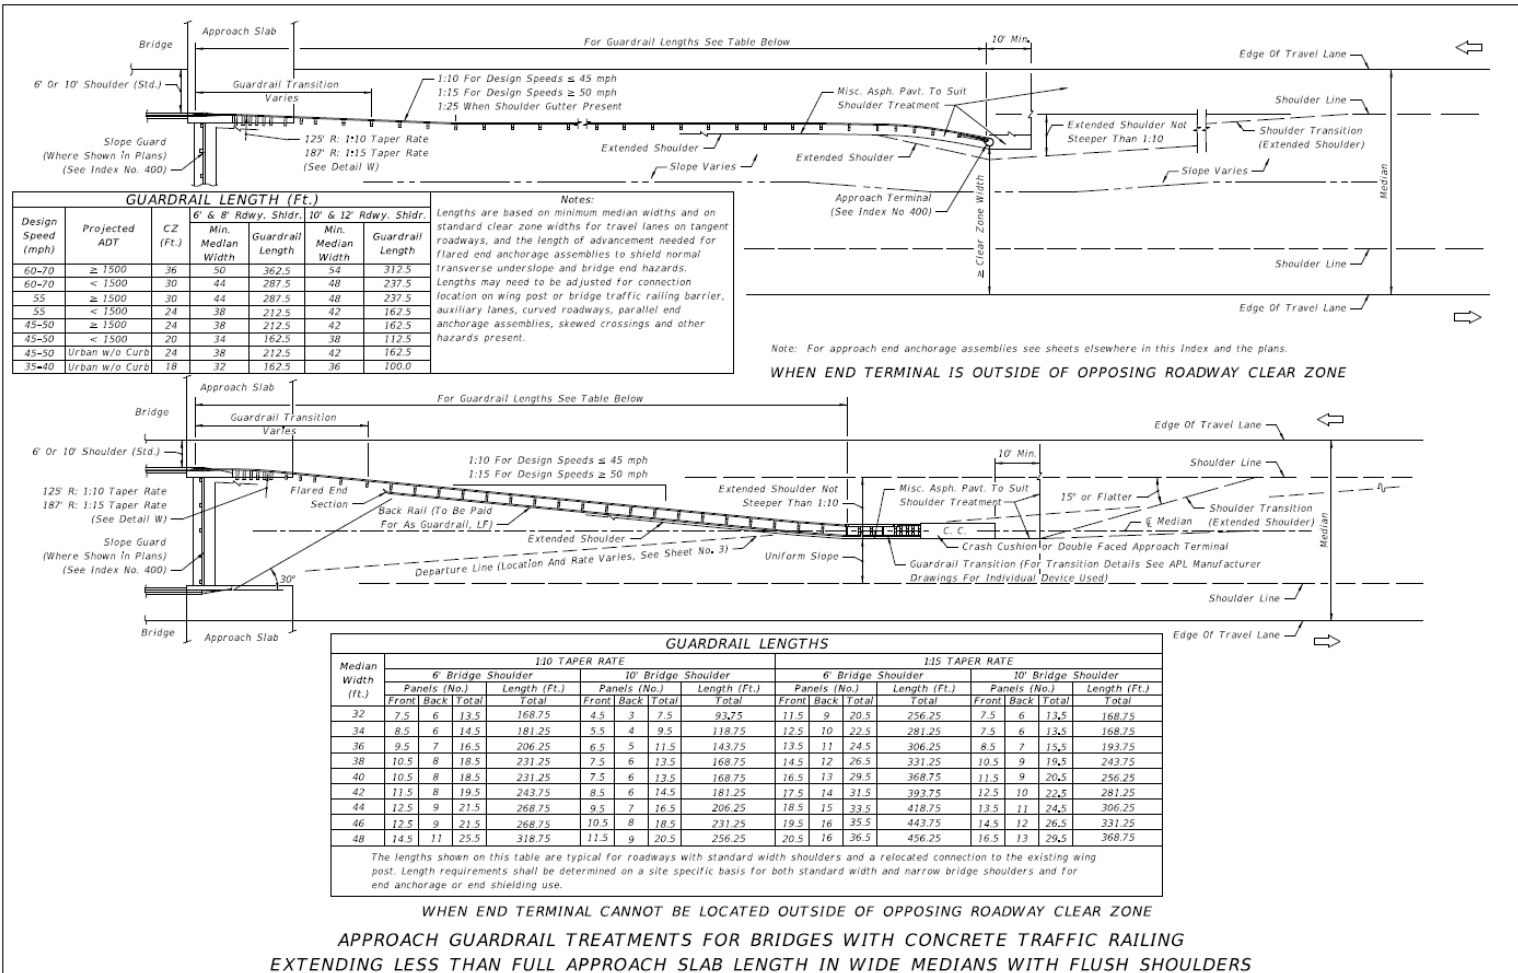 Approach Slab
Bridge
For Guardrail Lengths See Table Below
10' Min.
Edge Of Travel Lane
6' Or 10' Shoulder (Std.)
Guardrail Transition
Varies
1:10 For Design Speeds ≤ 45 mph
1:15 For Design Speeds ≥ 50 mph
1:25 When Shoulder Gutter Present
Misc. Asph. Pavt. To Suit
Shoulder Treatment
Shoulder Line
Slope Guard
(Where Shown in Plans)
(See Index No. 400)
125' R: 1:10 Taper Rate
187' R: 1:15 Taper Rate
(See Detail W)
Extended Shoulder
Slope Varies
Extended Shoulder
Extended Shoulder Not
Steeper Than 1:10
Shoulder Transition
(Extended Shoulder)
Slope Varies
Median
Approach Terminal
(See Index No 400)
≥ Clear Zone Width
Shoulder Line
Edge Of Travel Lane
GUARDRAIL LENGTH (Ft.)
Design Speed (mph) Projected ADT CZ (Ft.) 6' & 8' Rdwy. Shldr. 10' & 12' Rdwy. Shldr.
Min. Median Width Guardrail Length Min. Median Width Guardrail Length
60-70 ≥ 1500 36 50 362.5 54 312.5
60-70 < 1500 30 44 287.5 48 237.5
55 ≥ 1500 30 44 287.5 48 237.5
55 < 1500 24 38 212.5 42 162.5
45-50 ≥ 1500 24 38 212.5 42 162.5
45-50 < 1500 20 34 162.5 38 112.5
45-50 Urban w/o Curb 24 38 212.5 42 162.5
35-40 Urban w/o Curb 18 32 162.5 36 100.0
Notes:
Lengths are based on minimum median widths and on
standard clear zone widths for travel lanes on tangent
roadways, and the length of advancement needed for
flared end anchorage assemblies to shield normal
transverse underslope and bridge end hazards.
Lengths may need to be adjusted for connection
location on wing post or bridge traffic railing barrier,
auxiliary lanes, curved roadways, parallel end
anchorage assemblies, skewed crossings and other
hazards present.
Note: For approach end anchorage assemblies see sheets elsewhere in this Index and the plans.
WHEN END TERMINAL IS OUTSIDE OF OPPOSING ROADWAY CLEAR ZONE
Approach Slab
Bridge
For Guardrail Lengths See Table Below
Guardrail Transition
Varies
Edge Of Travel Lane
6' Or 10' Shoulder (Std.)
1:10 For Design Speeds ≤ 45 mph
1:15 For Design Speeds ≥ 50 mph
10' Min.
Shoulder Line
125' R: 1:10 Taper Rate
187' R: 1:15 Taper Rate
(See Detail W)
Flared End
Section
Back Rail (To Be Paid
For As Guardrail, LF)
Extended Shoulder Not
Steeper Than 1:10
Misc. Asph. Pavt. To Suit
Shoulder Treatment
15° or Flatter
Shoulder Transition
(Extended Shoulder)
℄ Median
Median
Slope Guard
(Where Shown in Plans)
(See Index No. 400)
Extended Shoulder
C. C.
Crash Cushion or Double Faced Approach Terminal
Departure Line (Location And Rate Varies, See Sheet No. 3)
Uniform Slope
Guardrail Transition (For Transition Details See APL Manufacturer
Drawings For Individual Device Used)
30°
Shoulder Line
Bridge
Approach Slab
Edge Of Travel Lane
GUARDRAIL LENGTHS
Median Width (ft.) 1:10 TAPER RATE 1:15 TAPER RATE
6' Bridge Shoulder 10' Bridge Shoulder 6' Bridge Shoulder 10' Bridge Shoulder
Panels (No.) Length (Ft.) Panels (No.) Length (Ft.) Panels (No.) Length (Ft.) Panels (No.) Length (Ft.)
Front Back Total Total Front Back Total Total Front Back Total Total Front Back Total Total
32 7.5 6 13.5 168.75 4.5 3 7.5 93.75 11.5 9 20.5 256.25 7.5 6 13.5 168.75
34 8.5 6 14.5 181.25 5.5 4 9.5 118.75 12.5 10 22.5 281.25 7.5 6 13.5 168.75
36 9.5 7 16.5 206.25 6.5 5 11.5 143.75 13.5 11 24.5 306.25 8.5 7 15.5 193.75
38 10.5 8 18.5 231.25 7.5 6 13.5 168.75 14.5 12 26.5 331.25 10.5 9 19.5 243.75
40 10.5 8 18.5 231.25 7.5 6 13.5 168.75 16.5 13 29.5 368.75 11.5 9 20.5 256.25
42 11.5 8 19.5 243.75 8.5 6 14.5 181.25 17.5 14 31.5 393.75 12.5 10 22.5 281.25
44 12.5 9 21.5 268.75 9.5 7 16.5 206.25 18.5 15 33.5 418.75 13.5 11 24.5 306.25
46 12.5 9 21.5 268.75 10.5 8 18.5 231.25 19.5 16 35.5 443.75 14.5 12 26.5 331.25
48 14.5 11 25.5 318.75 11.5 9 20.5 256.25 20.5 16 36.5 456.25 16.5 13 29.5 368.75
The lengths shown on this table are typical for roadways with standard width shoulders and a relocated connection to the existing wing
post. Length requirements shall be determined on a site specific basis for both standard width and narrow bridge shoulders and for
end anchorage or end shielding use.
WHEN END TERMINAL CANNOT BE LOCATED OUTSIDE OF OPPOSING ROADWAY CLEAR ZONE
APPROACH GUARDRAIL TREATMENTS FOR BRIDGES WITH CONCRETE TRAFFIC RAILING
EXTENDING LESS THAN FULL APPROACH SLAB LENGTH IN WIDE MEDIANS WITH FLUSH SHOULDERS